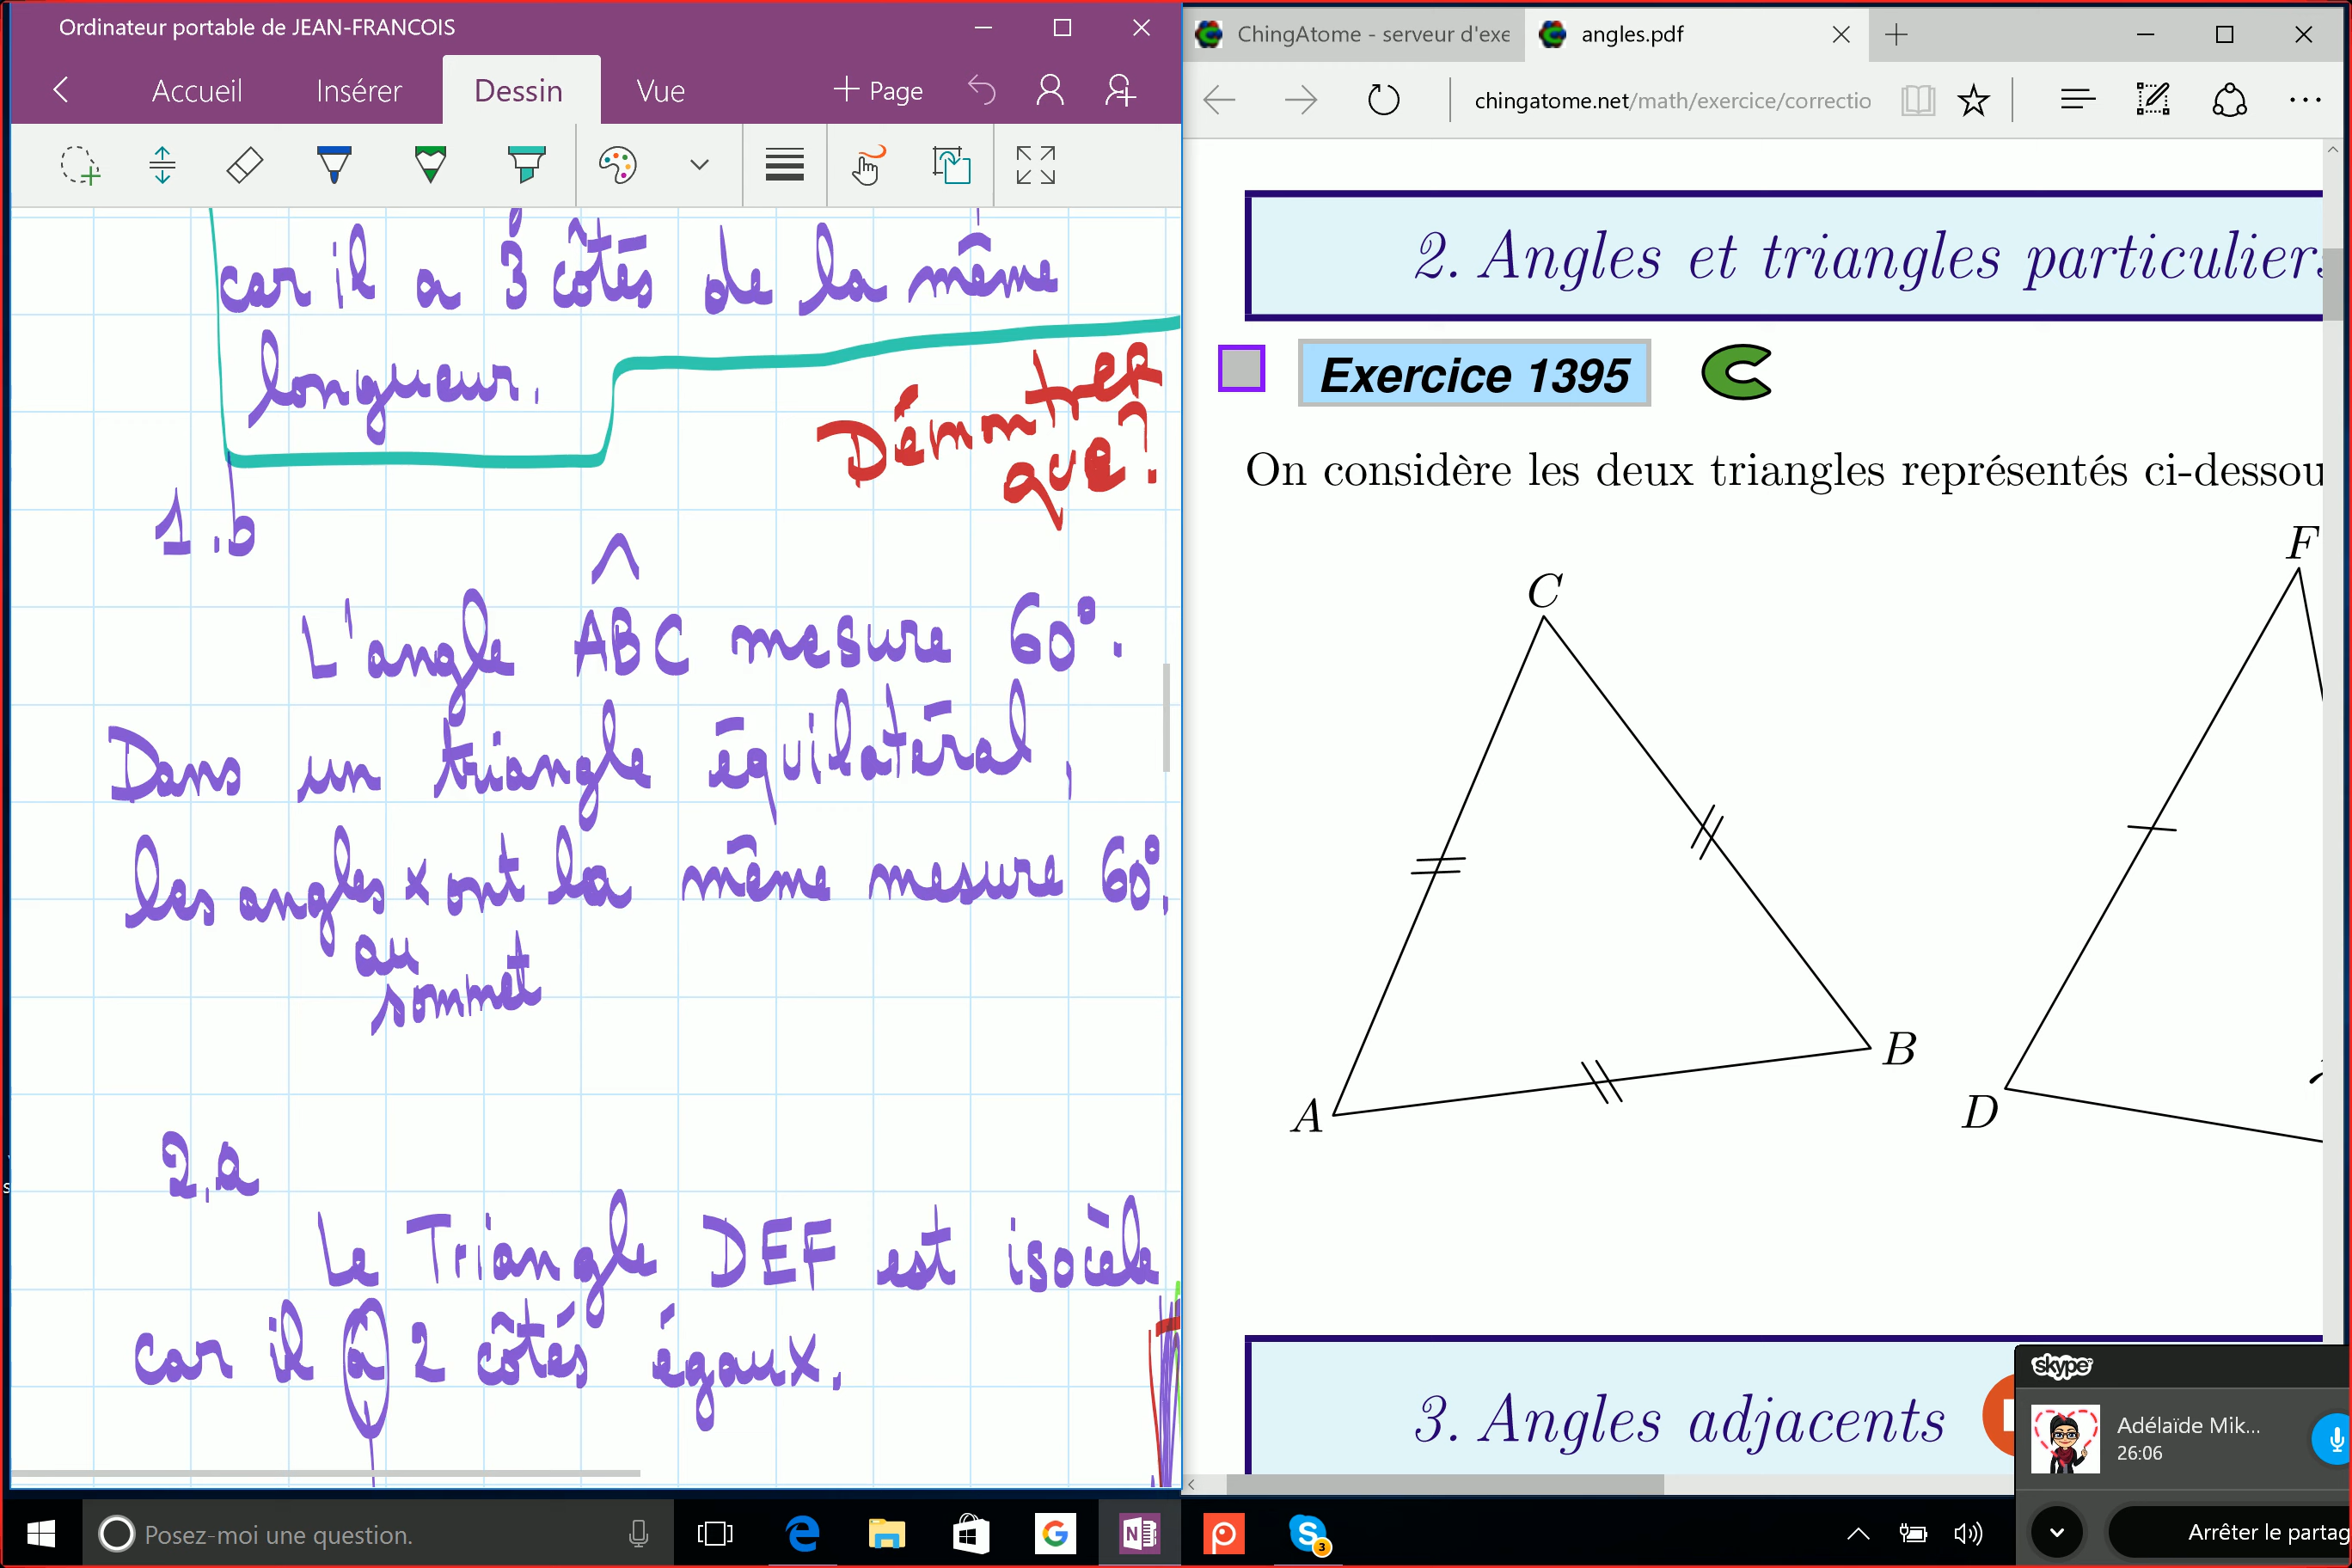 Ordinateur portable de JEAN-FRANCOIS
Accueil
Insérer
Dessin
Vue
Page
car il a 3 côtés de la même
longueur.
Démontrer
que?
1.b
L'angle ABC mesure 60°.
Dans un triangle équilatéral,
les angles x ont la même mesure 60°.
au
sommet
2.a
Le Triangle DEF est isocèle
car il a 2 côtés égaux.
ChingAtome - serveur d'exe
angles.pdf
chingatome.net/math/exercice/correctio
2. Angles et triangles particuliers
Exercice 1395
On considère les deux triangles représentés ci-dessou
F
C
B
A
D
3. Angles adjacents
skype
Adélaïde Mik...
26:06
Arrêter le partag
Posez-moi une question.
3